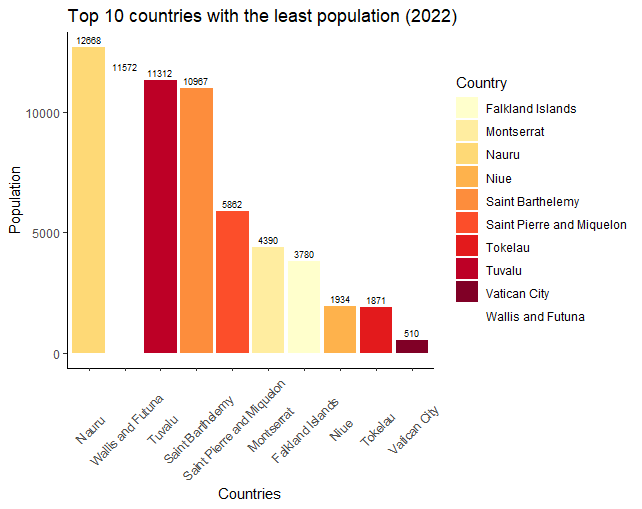 Top 10 countries with the least population (2022)
12668
11572
11312
10967
5862
4390
3780
1934
1871
510
10000
5000
0
Population
Nauru
Wallis and Futuna
Tuvalu
Saint Barthelemy
Saint Pierre and Miquelon
Montserrat
Falkland Islands
Niue
Tokelau
Vatican City
Countries
Country
Falkland Islands
Montserrat
Nauru
Niue
Saint Barthelemy
Saint Pierre and Miquelon
Tokelau
Tuvalu
Vatican City
Wallis and Futuna